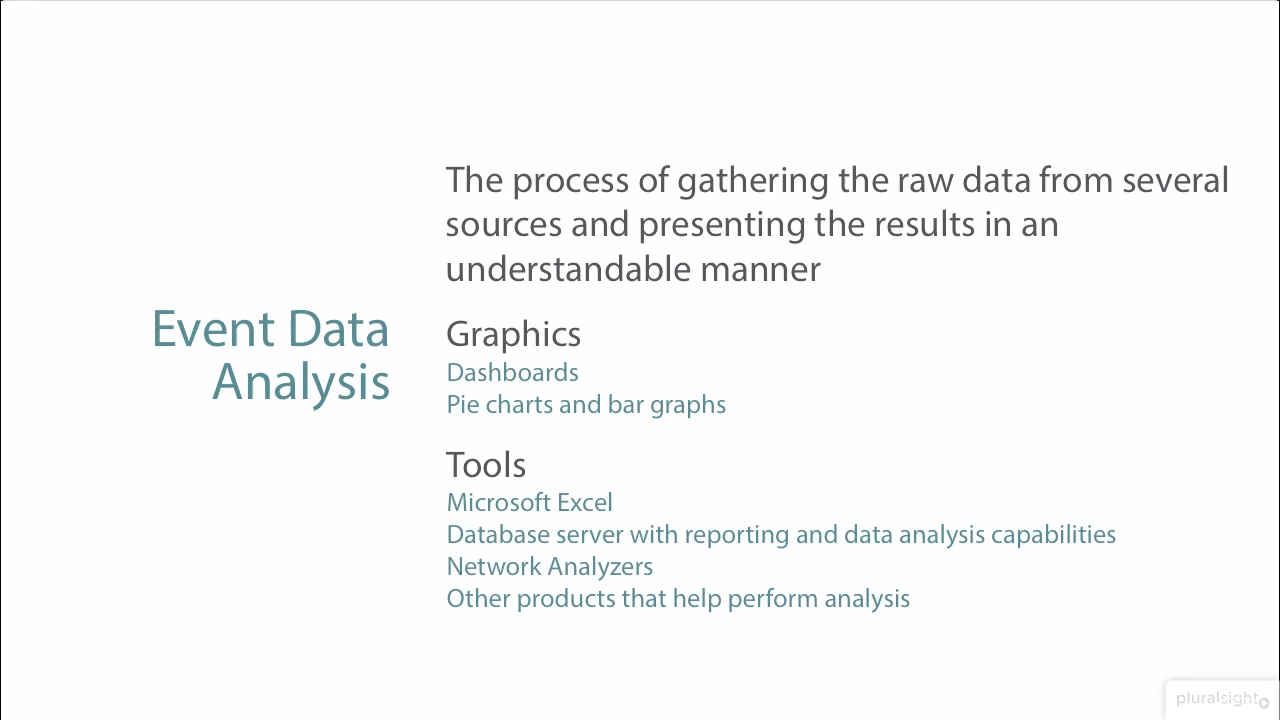 Event Data
Analysis
The process of gathering the raw data from several
sources and presenting the results in an
understandable manner
Graphics
Dashboards
Pie charts and bar graphs
Tools
Microsoft Excel
Database server with reporting and data analysis capabilities
Network Analyzers
Other products that help perform analysis
pluralsight